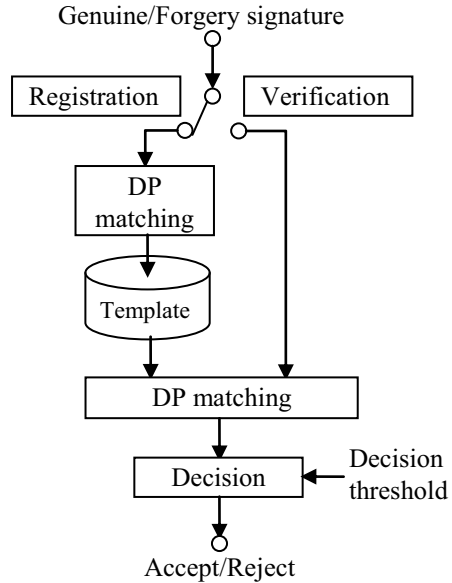 Genuine/Forgery signature
Registration
Verification
DP
matching
Template
DP matching
Decision
Decision
threshold
Accept/Reject